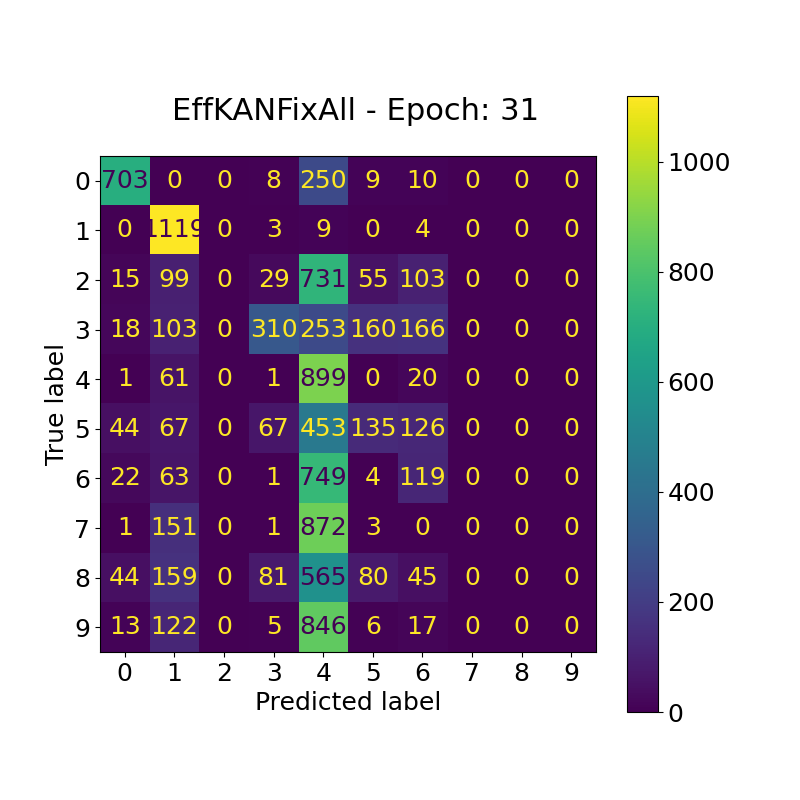 EffKANFixAll - Epoch: 31
0 703 0 0 8 250 9 10 0 0 0
1 0 1119 0 3 9 0 4 0 0 0
2 15 99 0 29 731 55 103 0 0 0
3 18 103 0 310 253 160 166 0 0 0
4 1 61 0 1 899 0 20 0 0 0
5 44 67 0 67 453 135 126 0 0 0
6 22 63 0 1 749 4 119 0 0 0
7 1 151 0 1 872 3 0 0 0 0
8 44 159 0 81 565 80 45 0 0 0
9 13 122 0 5 846 6 17 0 0 0
0 1 2 3 4 5 6 7 8 9
Predicted label
True label
1000
800
600
400
200
0